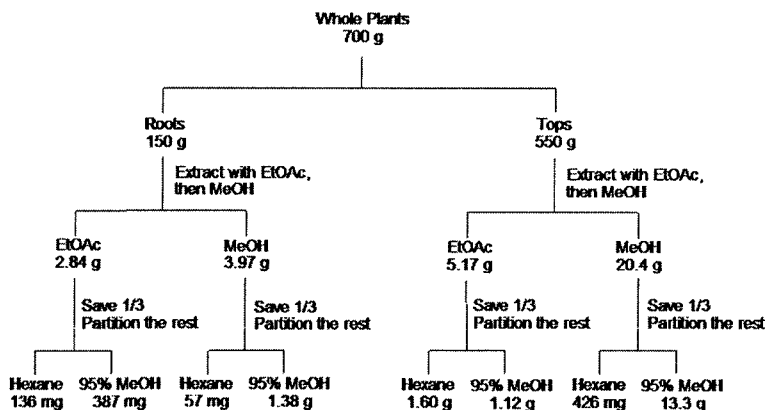 Whole Plants
700 g
Roots
150 g
Tops
550 g
Extract with EtOAc,
then MeOH
Extract with EtOAc,
then MeOH
EtOAc
2.84 g
MeOH
3.97 g
EtOAc
5.17 g
MeOH
20.4 g
Save 1/3
Partition the rest
Save 1/3
Partition the rest
Save 1/3
Partition the rest
Save 1/3
Partition the rest
Hexane
136 mg
95% MeOH
387 mg
Hexane
57 mg
95% MeOH
1.38 g
Hexane
1.60 g
95% MeOH
1.12 g
Hexane
426 mg
95% MeOH
13.3 g